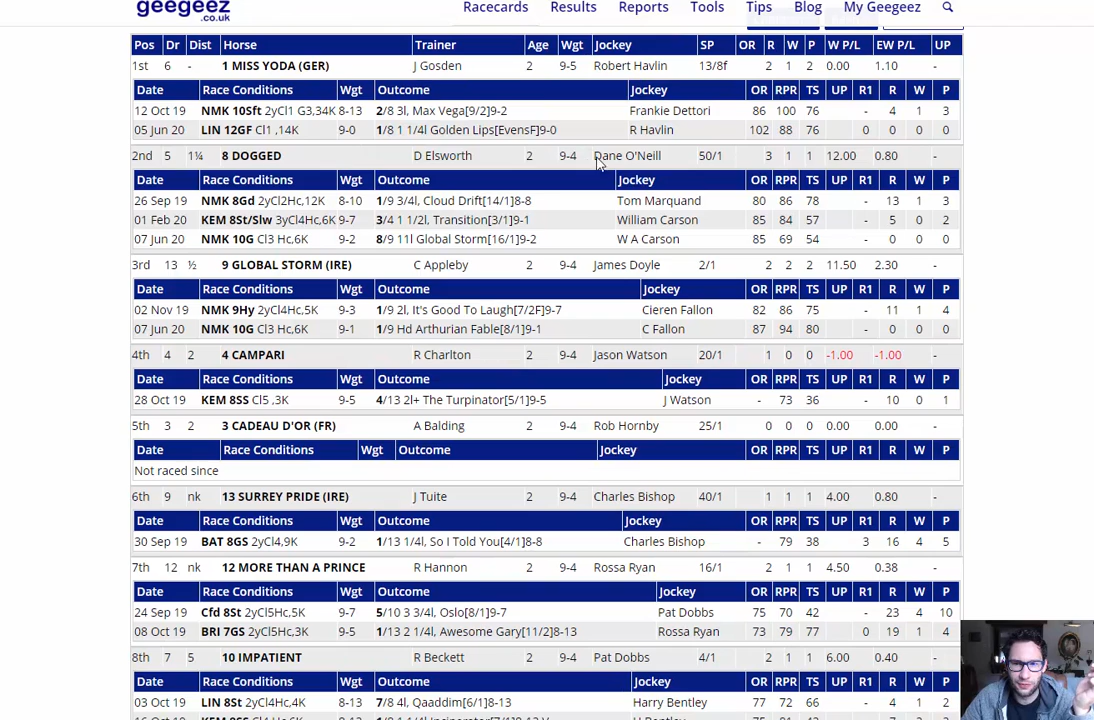 geegeez
.co.uk
Racecards Results Reports Tools Tips Blog My Geegeez
Pos Dr Dist Horse Trainer Age Wgt Jockey SP OR R W P W P/L EW P/L UP
1st 6 - 1 MISS YODA (GER) J Gosden 2 9-5 Robert Havlin 13/8f 2 1 2 0.00 1.10 -
Date Race Conditions Wgt Outcome Jockey OR RPR TS UP R1 R W P
12 Oct 19 NMK 10Sft 2yCl1 G3,34K 8-13 2/8 3l, Max Vega[9/2]9-2 Frankie Dettori 86 100 76 - 4 1 3
05 Jun 20 LIN 12GF Cl1 ,14K 9-0 1/8 1 1/4l Golden Lips[EvensF]9-0 R Havlin 102 88 76 0 0 0 0
2nd 5 1¼ 8 DOGGED D Elsworth 2 9-4 Dane O'Neill 50/1 3 1 1 12.00 0.80 -
Date Race Conditions Wgt Outcome Jockey OR RPR TS UP R1 R W P
26 Sep 19 NMK 8Gd 2yCl2Hc,12K 8-10 1/9 3/4l, Cloud Drift[14/1]8-8 Tom Marquand 80 86 78 - 13 1 3
01 Feb 20 KEM 8St/Slw 3yCl4Hc,6K 9-7 3/4 1 1/2l, Transition[3/1]9-1 William Carson 85 84 57 - 5 0 2
07 Jun 20 NMK 10G Cl3 Hc,6K 9-2 8/9 11l Global Storm[16/1]9-2 W A Carson 85 69 54 - 0 0 0
3rd 13 ½ 9 GLOBAL STORM (IRE) C Appleby 2 9-4 James Doyle 2/1 2 2 2 11.50 2.30 -
Date Race Conditions Wgt Outcome Jockey OR RPR TS UP R1 R W P
02 Nov 19 NMK 9Hy 2yCl4Hc,5K 9-3 1/9 2l, It's Good To Laugh[7/2F]9-7 Cieren Fallon 82 86 75 - 11 1 4
07 Jun 20 NMK 10G Cl3 Hc,6K 9-1 1/9 Hd Arthurian Fable[8/1]9-1 C Fallon 87 94 80 - 0 0 0
4th 4 2 4 CAMPARI R Charlton 2 9-4 Jason Watson 20/1 1 0 0 -1.00 -1.00 -
Date Race Conditions Wgt Outcome Jockey OR RPR TS UP R1 R W P
28 Oct 19 KEM 8SS Cl5 ,3K 9-5 4/13 2l+ The Turpinator[5/1]9-5 J Watson - 73 36 - 10 0 1
5th 3 2 3 CADEAU D'OR (FR) A Balding 2 9-4 Rob Hornby 25/1 0 0 0 0.00 0.00 -
Date Race Conditions Wgt Outcome Jockey OR RPR TS UP R1 R W P
Not raced since
6th 9 nk 13 SURREY PRIDE (IRE) J Tuite 2 9-4 Charles Bishop 40/1 1 1 1 4.00 0.80 -
Date Race Conditions Wgt Outcome Jockey OR RPR TS UP R1 R W P
30 Sep 19 BAT 8GS 2yCl4,9K 9-2 1/13 1/4l, So I Told You[4/1]8-8 Charles Bishop - 79 38 3 16 4 5
7th 12 nk 12 MORE THAN A PRINCE R Hannon 2 9-4 Rossa Ryan 16/1 2 1 1 4.50 0.38 -
Date Race Conditions Wgt Outcome Jockey OR RPR TS UP R1 R W P
24 Sep 19 Cfd 8St 2yCl5Hc,5K 9-7 5/10 3 3/4l, Oslo[8/1]9-7 Pat Dobbs 75 70 42 - 23 4 10
08 Oct 19 BRI 7GS 2yCl5Hc,3K 9-5 1/13 2 1/4l, Awesome Gary[11/2]8-13 Rossa Ryan 73 79 77 0 19 1 4
8th 7 5 10 IMPATIENT R Beckett 2 9-4 Pat Dobbs 4/1 2 1 1 6.00 0.40 -
Date Race Conditions Wgt Outcome Jockey OR RPR TS UP R1 R W
03 Oct 19 LIN 8St 2yCl4Hc,4K 8-13 7/8 4l, Qaaddim[6/1]8-13 Harry Bentley 77 72 66 - 4 1